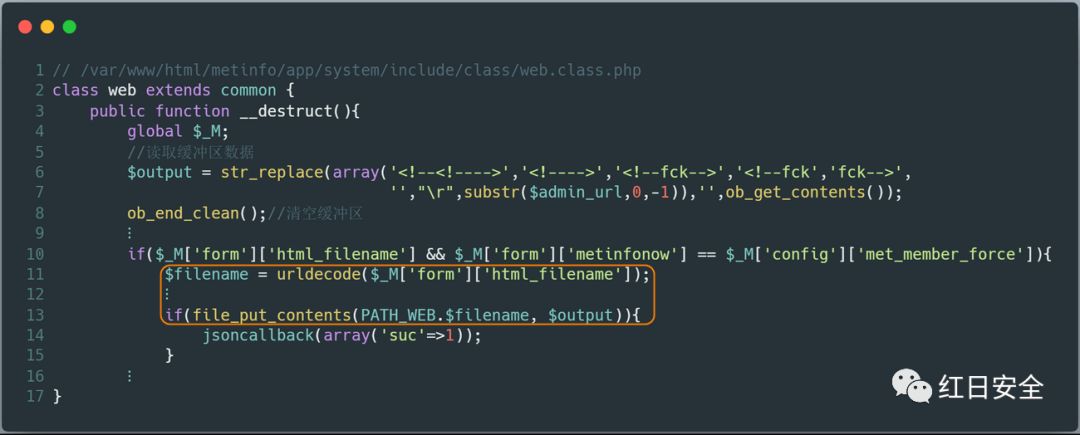 1 // /var/www/html/metinfo/app/system/include/class/web.class.php
2 class web extends common {
3 public function __destruct(){
4 global $_M;
5 //读取缓冲区数据
6 $output = str_replace(array('<!--<!---->','<!---->','<!--fck-->','<!--fck','fck-->',
7 '',"\r",substr($admin_url,0,-1)),'',ob_get_contents());
8 ob_end_clean();//清空缓冲区
9 ⋮
10 if($_M['form']['html_filename'] && $_M['form']['metinfonow'] == $_M['config']['met_member_force']){
11 $filename = urldecode($_M['form']['html_filename']);
12 ⋮
13 if(file_put_contents(PATH_WEB.$filename, $output)){
14 jsoncallback(array('suc'=>1));
15 }
16 ⋮
17 }
红日安全